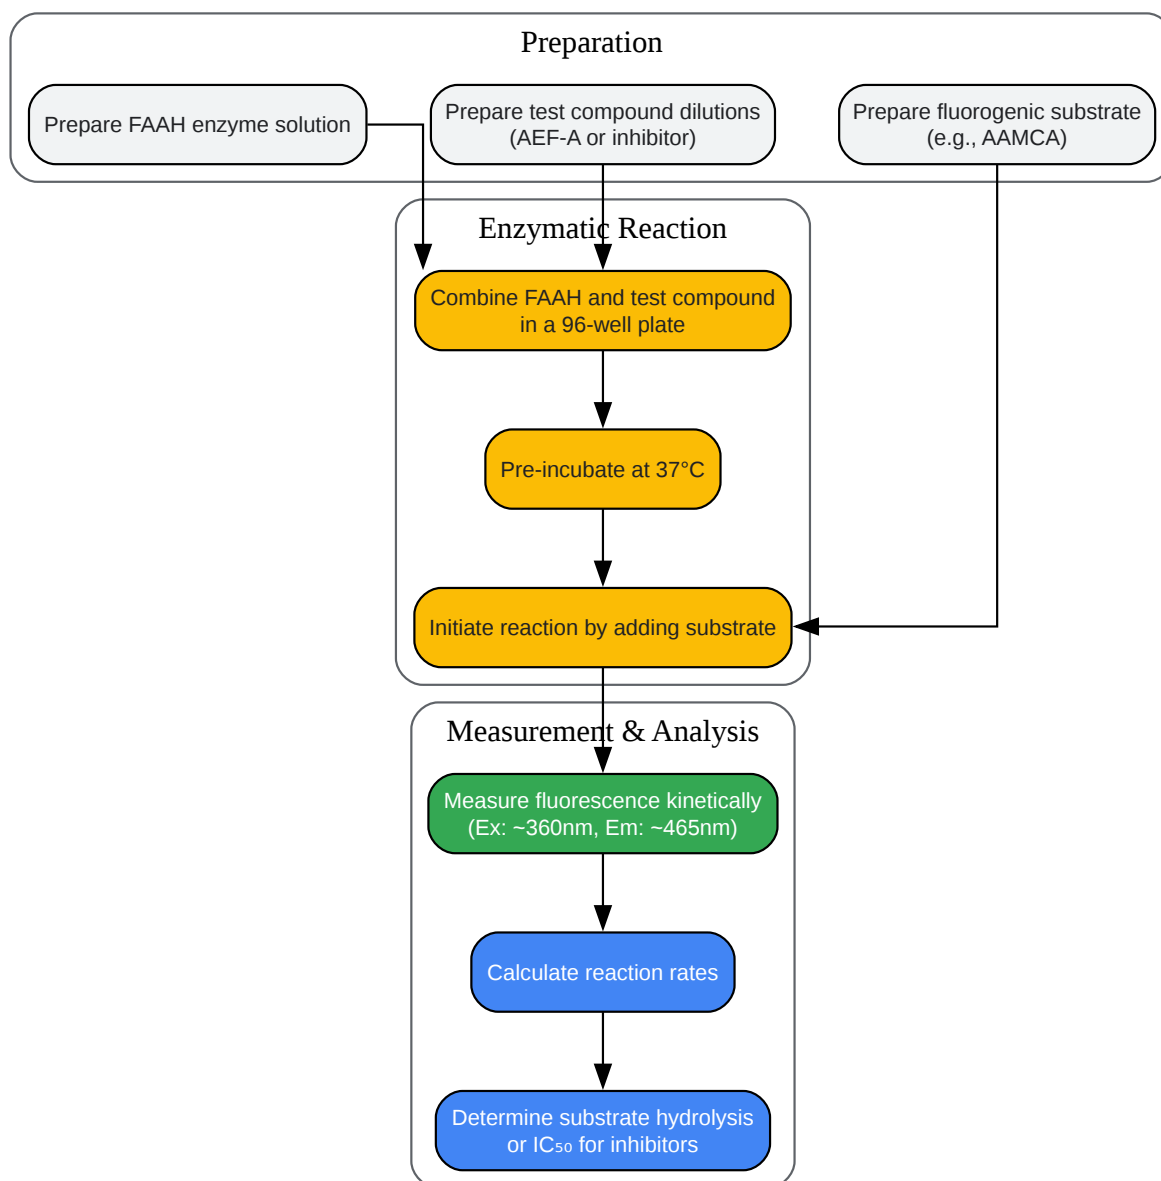 Preparation
Prepare FAAH enzyme solution
Prepare test compound dilutions
(AEF-A or inhibitor)
Prepare fluorogenic substrate
(e.g., AAMCA)
Enzymatic Reaction
Combine FAAH and test compound
in a 96-well plate
Pre-incubate at 37°C
Initiate reaction by adding substrate
Measurement & Analysis
Measure fluorescence kinetically
(Ex: ~360nm, Em: ~465nm)
Calculate reaction rates
Determine substrate hydrolysis
or IC₅₀ for inhibitors